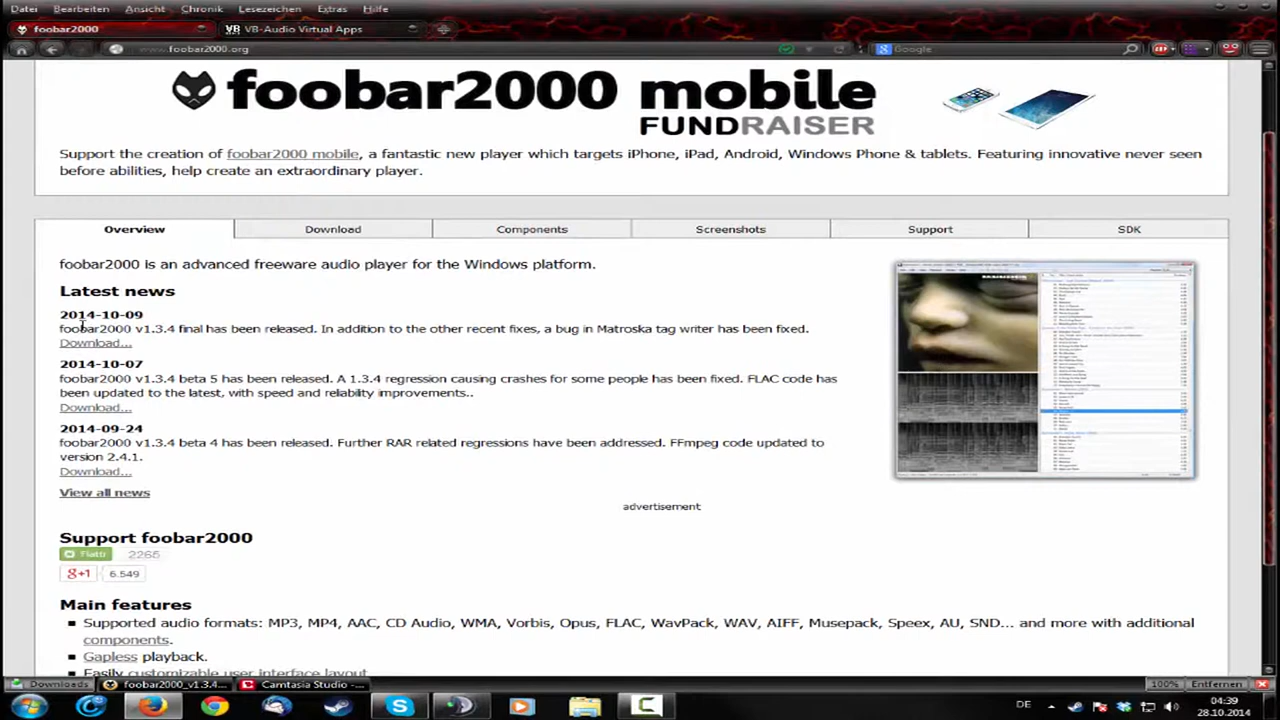 Datei Bearbeiten Ansicht Chronik Lesezeichen Extras Hilfe
foobar2000
VB-Audio Virtual Apps
www.foobar2000.org
Google
foobar2000 mobile
FUNDRAISER
Support the creation of foobar2000 mobile, a fantastic new player which targets iPhone, iPad, Android, Windows Phone & tablets. Featuring innovative never seen
before abilities, help create an extraordinary player.
Overview Download Components Screenshots Support SDK
foobar2000 is an advanced freeware audio player for the Windows platform.
Latest news
2014-10-09
foobar2000 v1.3.4 final has been released. In addition to the other recent fixes, a bug in Matroska tag writer has been fixed.
Download...
2014-10-07
foobar2000 v1.3.4 beta 5 has been released. A regression causing crashes for some people has been fixed. FLAC has
been updated to the latest, with speed and reliability improvements..
Download...
2014-09-24
foobar2000 v1.3.4 beta 4 has been released. Further related regressions have been addressed. FFmpeg code updated to
version 2.4.1.
Download...
View all news
advertisement
Support foobar2000
Flattr 2265
g+1 6.549
Main features
Supported audio formats: MP3, MP4, AAC, CD Audio, WMA, Vorbis, Opus, FLAC, WavPack, WAV, AIFF, Musepack, Speex, AU, SND... and more with additional
components.
Gapless playback.
Easily customizable user interface layout.
Downloads foobar2000_v1.3.4... Camtasia Studio -... 100% Entfernen
DE 04:39
28.10.2014